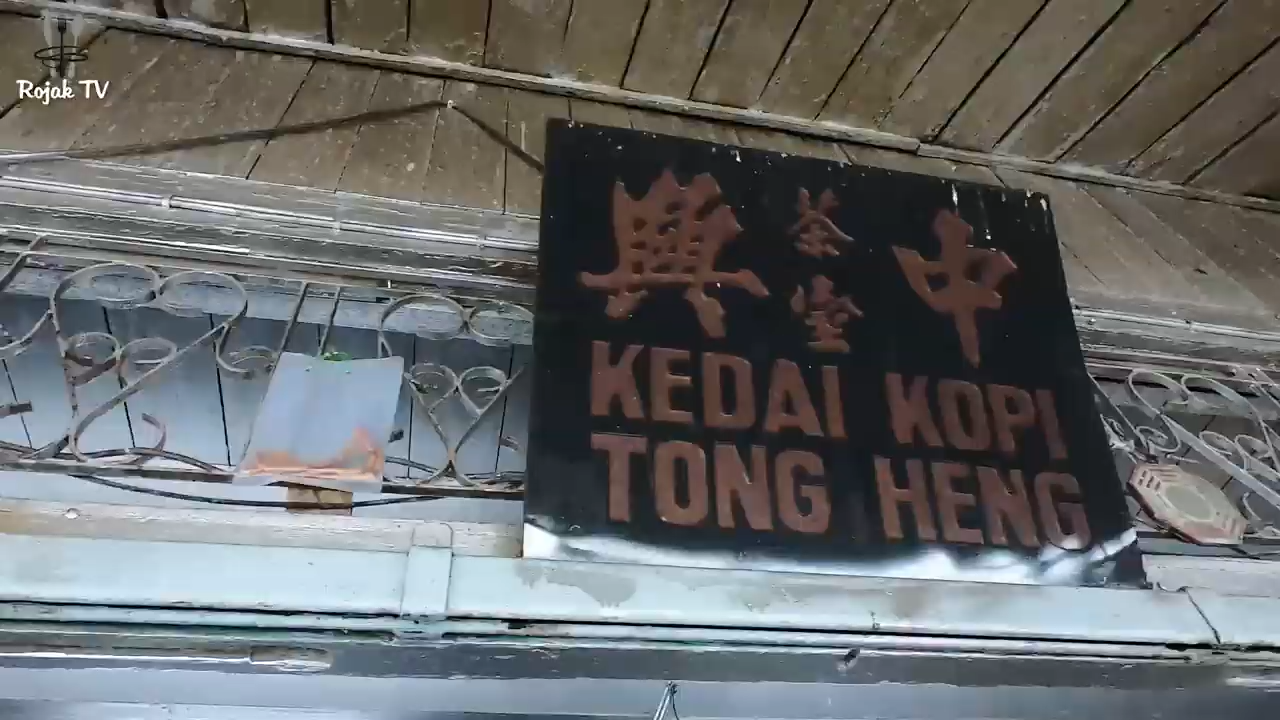 Rojak TV
興 茶室 中
KEDAI KOPI
TONG HENG